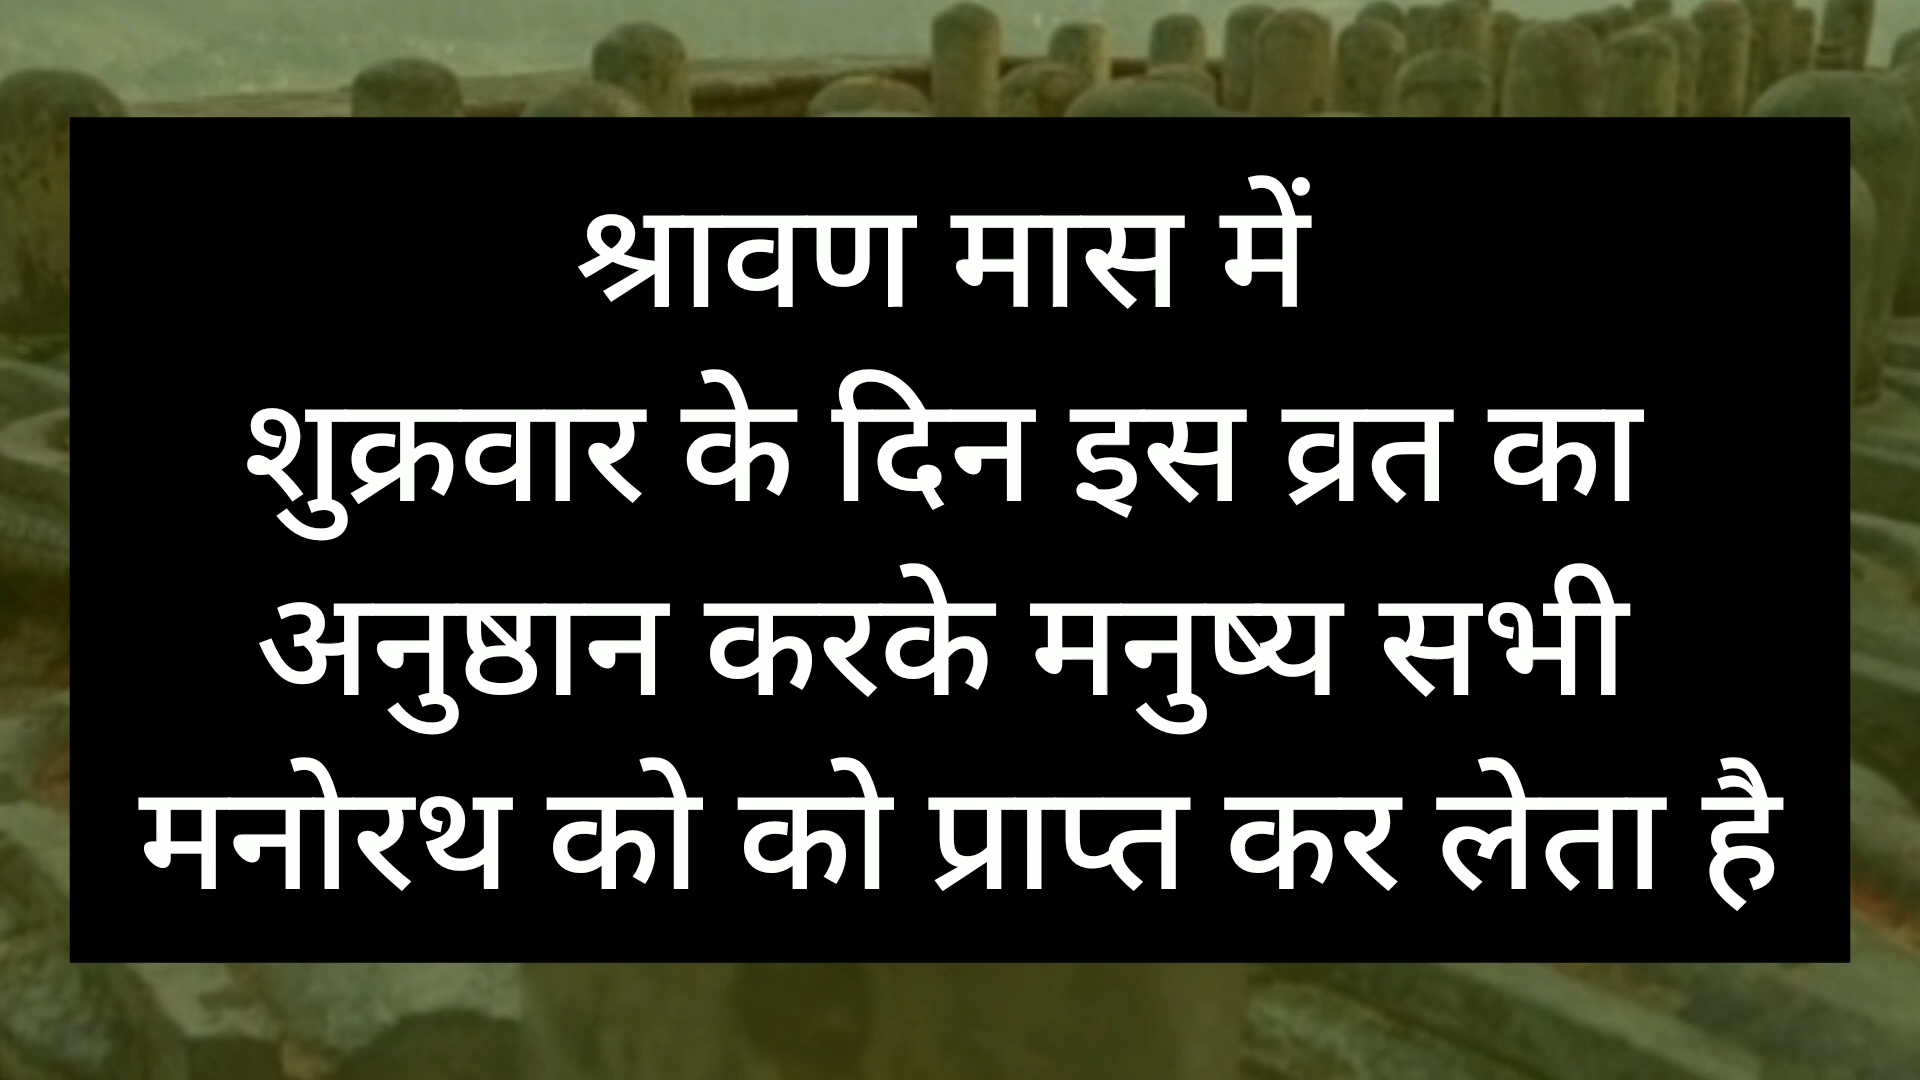 श्रावण मास में
शुक्रवार के दिन इस व्रत का
अनुष्ठान करके मनुष्य सभी
मनोरथ को को प्राप्त कर लेता है